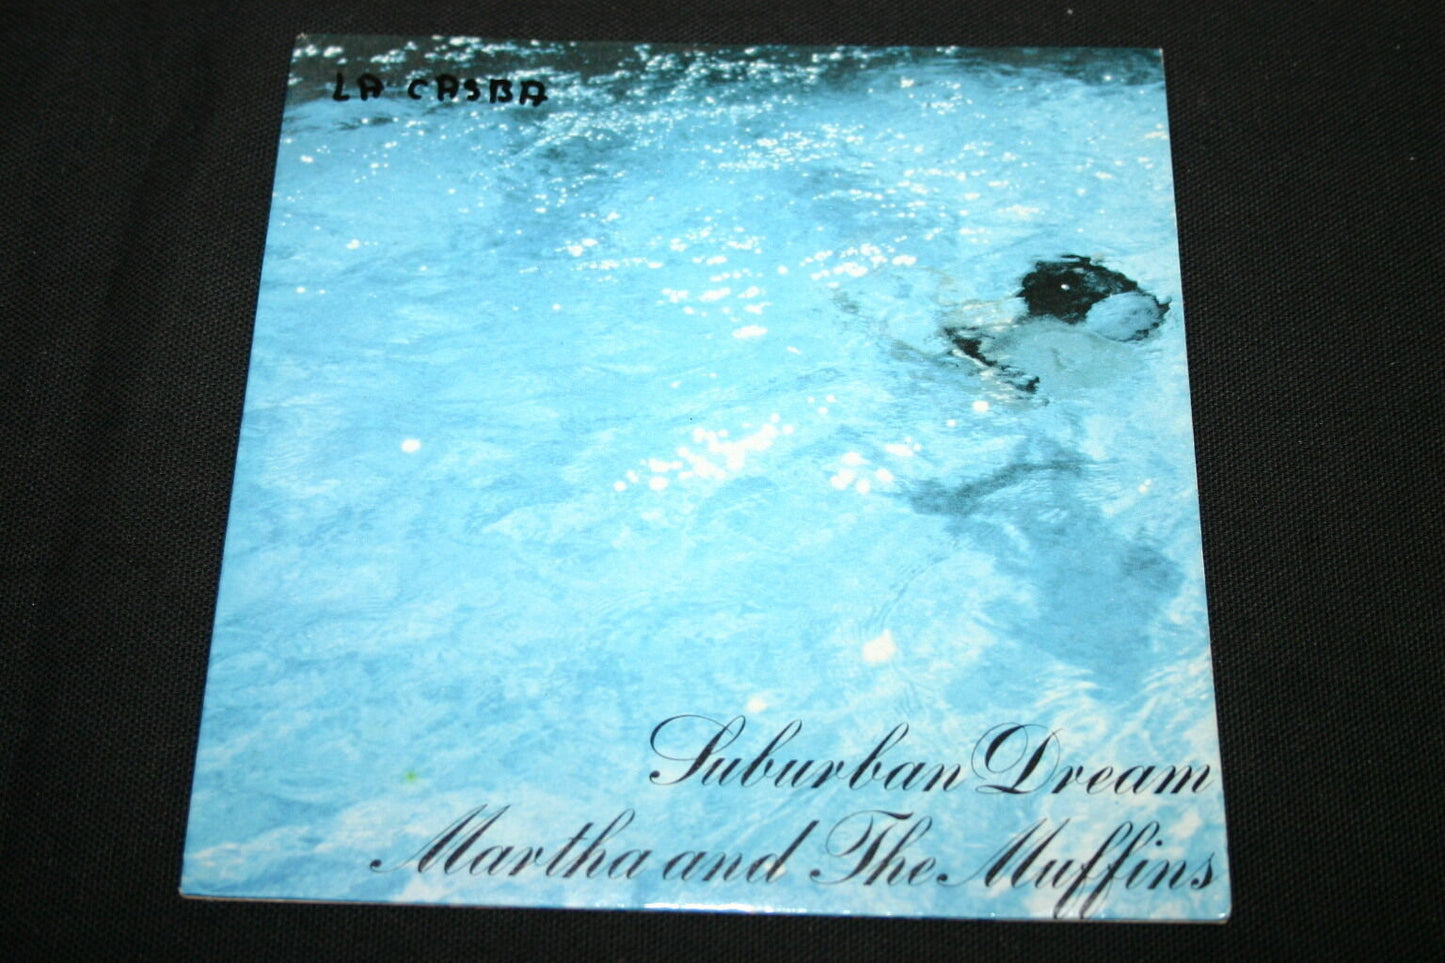 LA CASBA
Suburban Dream
Martha and The Muffins